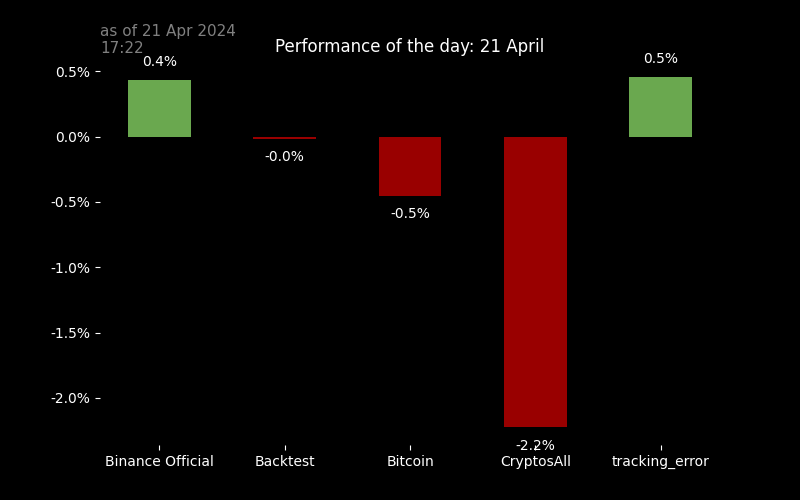 as of 21 Apr 2024
17:22
Performance of the day: 21 April
0.5%
0.0%
-0.5%
-1.0%
-1.5%
-2.0%
0.4%
-0.0%
-0.5%
-2.2%
0.5%
Binance Official
Backtest
Bitcoin
CryptosAll
tracking_error